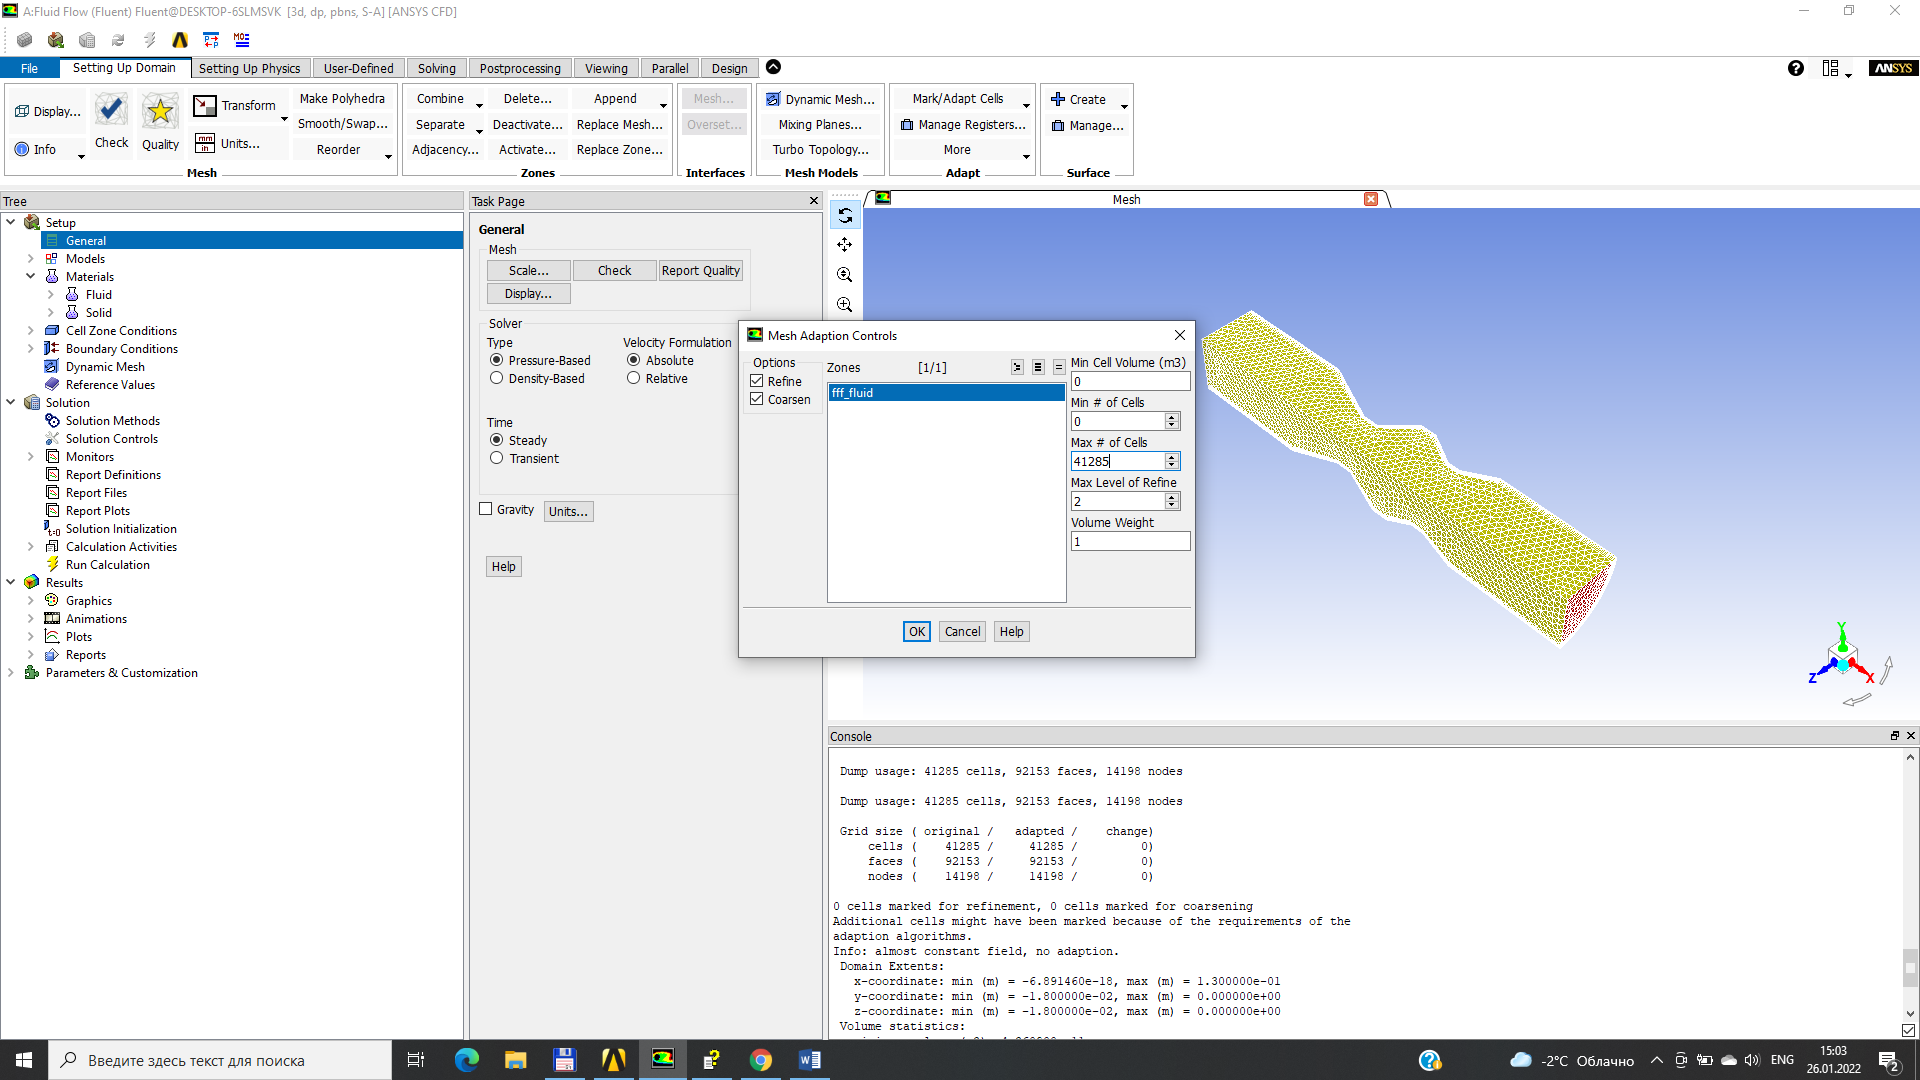 A:Fluid Flow (Fluent) Fluent@DESKTOP-6SLMSVK [3d, dp, pbns, S-A] [ANSYS CFD]
File
Setting Up Domain
Setting Up Physics
User-Defined
Solving
Postprocessing
Viewing
Parallel
Design
ANSYS
Display...
Info
Check
Quality
Transform
Units...
Make Polyhedra
Smooth/Swap...
Reorder
Mesh
Combine
Separate
Adjacency...
Delete...
Deactivate...
Activate...
Append
Replace Mesh...
Replace Zone...
Zones
Mesh...
Overset...
Interfaces
Dynamic Mesh...
Mixing Planes...
Turbo Topology...
Mesh Models
Mark/Adapt Cells
Manage Registers...
More
Adapt
Create
Manage...
Surface
Tree
Setup
General
Models
Materials
Fluid
Solid
Cell Zone Conditions
Boundary Conditions
Dynamic Mesh
Reference Values
Solution
Solution Methods
Solution Controls
Monitors
Report Definitions
Report Files
Report Plots
Solution Initialization
Calculation Activities
Run Calculation
Results
Graphics
Animations
Plots
Reports
Parameters & Customization
Task Page
General
Mesh
Scale...
Check
Report Quality
Display...
Solver
Type
Velocity Formulation
Pressure-Based
Absolute
Density-Based
Relative
Time
Steady
Transient
Gravity
Units...
Help
Mesh
Mesh Adaption Controls
Options
Refine
Coarsen
Zones [1/1]
fff_fluid
Min Cell Volume (m3)
0
Min # of Cells
0
Max # of Cells
41285
Max Level of Refine
2
Volume Weight
1
OK
Cancel
Help
Y
Z
X
Console
Dump usage: 41285 cells, 92153 faces, 14198 nodes
Dump usage: 41285 cells, 92153 faces, 14198 nodes
Grid size ( original / adapted / change)
cells ( 41285 / 41285 / 0)
faces ( 92153 / 92153 / 0)
nodes ( 14198 / 14198 / 0)
0 cells marked for refinement, 0 cells marked for coarsening
Additional cells might have been marked because of the requirements of the
adaption algorithms.
Info: almost constant field, no adaption.
Domain Extents:
x-coordinate: min (m) = -6.891460e-18, max (m) = 1.300000e-01
y-coordinate: min (m) = -1.800000e-02, max (m) = 0.000000e+00
z-coordinate: min (m) = -1.800000e-02, max (m) = 0.000000e+00
Volume statistics:
Введите здесь текст для поиска
-2°C Облачно
ENG
15:03
26.01.2022
2